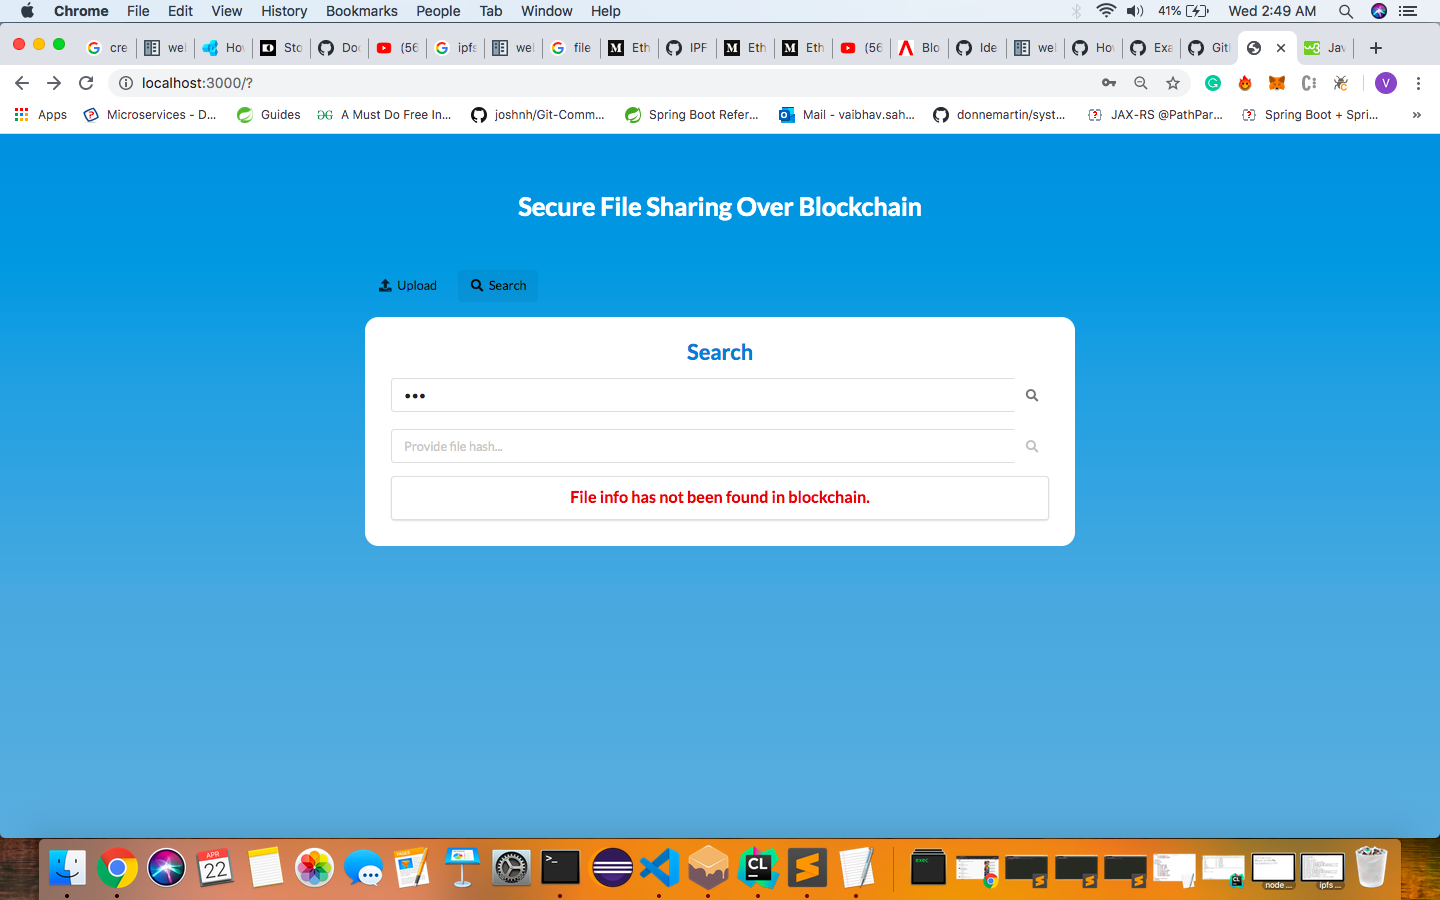 Chrome File Edit View History Bookmarks People Tab Window Help 41% Wed 2:49 AM
cre wel Hov Sto Doc (56 ipfs wel file Eth IPF Eth Eth (56 Blo Ide wel Hov Exa Git Jav
localhost:3000/? V
Apps Microservices - D... Guides A Must Do Free In... joshnh/Git-Comm... Spring Boot Refer... Mail - vaibhav.sah... donnemartin/syst... JAX-RS @PathPar... Spring Boot + Spri... »
Secure File Sharing Over Blockchain
Upload Search
Search
•••
Provide file hash...
File info has not been found in blockchain.
APR
22
CL
exec
node ...
ipfs ...